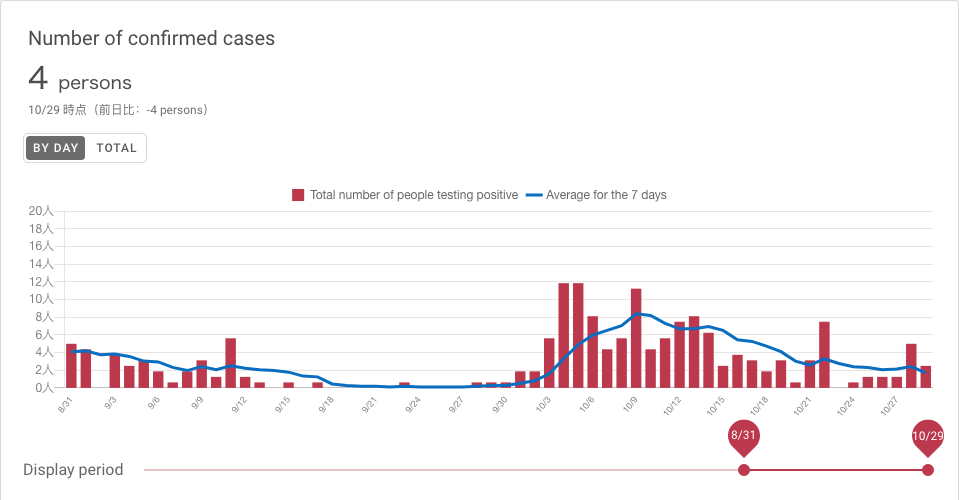 Number of confirmed cases
4 persons
10/29 時点（前日比：-4 persons）
BY DAY TOTAL
Total number of people testing positive Average for the 7 days
20人
18人
16人
14人
12人
10人
8人
6人
4人
2人
0人
8/31 9/3 9/6 9/9 9/12 9/15 9/18 9/21 9/24 9/27 9/30 10/3 10/6 10/9 10/12 10/15 10/18 10/21 10/24 10/27
8/31 10/29
Display period